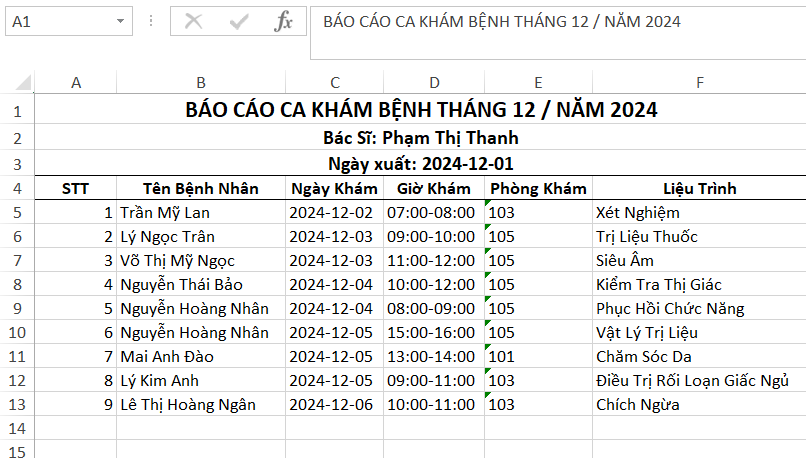 A1 fx BÁO CÁO CA KHÁM BỆNH THÁNG 12 / NĂM 2024
A B C D E F
1 BÁO CÁO CA KHÁM BỆNH THÁNG 12 / NĂM 2024
2 Bác Sĩ: Phạm Thị Thanh
3 Ngày xuất: 2024-12-01
4 STT Tên Bệnh Nhân Ngày Khám Giờ Khám Phòng Khám Liệu Trình
5 1 Trần Mỹ Lan 2024-12-02 07:00-08:00 103 Xét Nghiệm
6 2 Lý Ngọc Trân 2024-12-03 09:00-10:00 105 Trị Liệu Thuốc
7 3 Võ Thị Mỹ Ngọc 2024-12-03 11:00-12:00 105 Siêu Âm
8 4 Nguyễn Thái Bảo 2024-12-04 10:00-12:00 105 Kiểm Tra Thị Giác
9 5 Nguyễn Hoàng Nhân 2024-12-04 08:00-09:00 105 Phục Hồi Chức Năng
10 6 Nguyễn Hoàng Nhân 2024-12-05 15:00-16:00 105 Vật Lý Trị Liệu
11 7 Mai Anh Đào 2024-12-05 13:00-14:00 101 Chăm Sóc Da
12 8 Lý Kim Anh 2024-12-05 09:00-11:00 103 Điều Trị Rối Loạn Giấc Ngủ
13 9 Lê Thị Hoàng Ngân 2024-12-06 10:00-11:00 103 Chích Ngừa
14
15